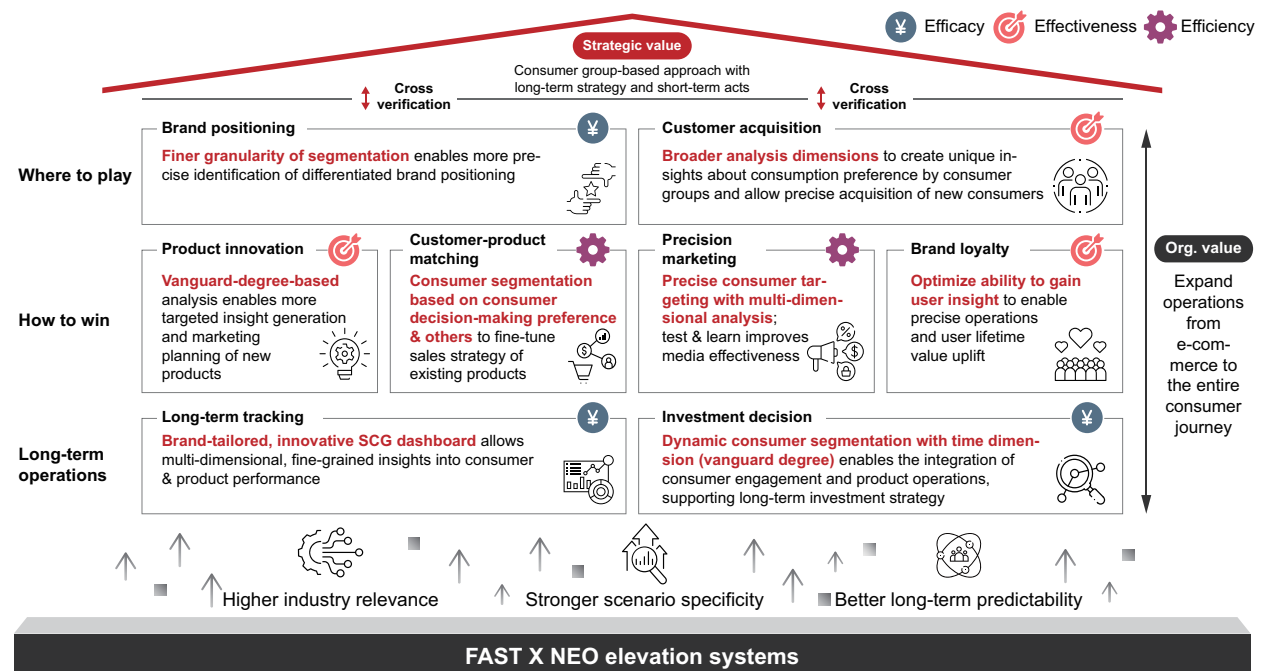 ¥ Efficacy Effectiveness Efficiency
Strategic value
Consumer group-based approach with
long-term strategy and short-term acts
Cross
verification
Cross
verification
Where to play
Brand positioning
¥
Finer granularity of segmentation enables more pre-
cise identification of differentiated brand positioning
Customer acquisition
Broader analysis dimensions to create unique in-
sights about consumption preference by consumer
groups and allow precise acquisition of new consumers
How to win
Product innovation
Vanguard-degree-based
analysis enables more
targeted insight generation
and marketing
planning of new
products
Customer-product
matching
Consumer segmentation
based on consumer
decision-making preference
& others to fine-tune
sales strategy of
existing products
$
Precision
marketing
Precise consumer tar-
geting with multi-dimen-
sional analysis;
test & learn improves
media effectiveness
%
$
Brand loyalty
Optimize ability to gain
user insight to enable
precise operations
and user lifetime
value uplift
Long-term
operations
Long-term tracking
¥
Brand-tailored, innovative SCG dashboard allows
multi-dimensional, fine-grained insights into consumer
& product performance
Investment decision
¥
Dynamic consumer segmentation with time dimen-
sion (vanguard degree) enables the integration of
consumer engagement and product operations,
supporting long-term investment strategy
Org. value
Expand
operations
from
e-com-
merce to
the entire
consumer
journey
Higher industry relevance
Stronger scenario specificity
Better long-term predictability
FAST X NEO elevation systems